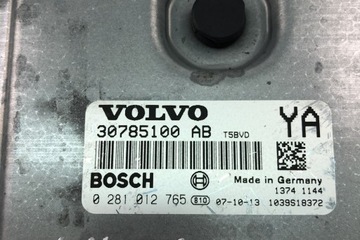 VOLVO YA
30785100 AB T5BVD
BOSCH Made in Germany
1374 1144
0 281 012 765 BTO 07-10-13 1039S18372